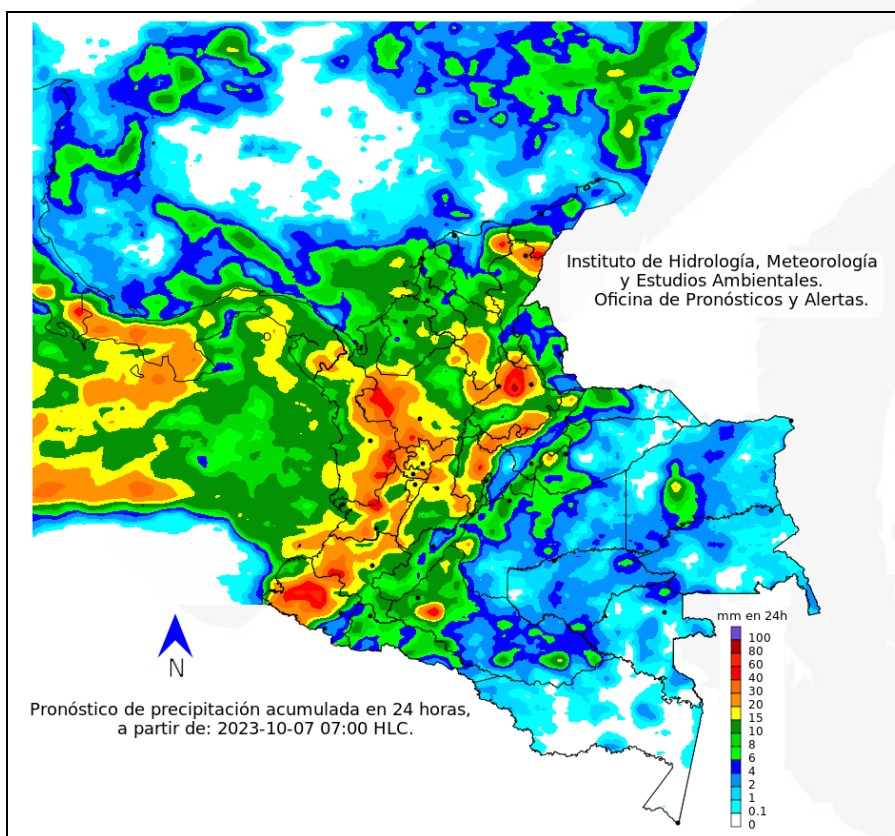 Instituto de Hidrología, Meteorología
y Estudios Ambientales.
Oficina de Pronósticos y Alertas.
mm en 24h
100
80
60
40
30
20
15
10
8
6
4
2
1
0.1
0
N
Pronóstico de precipitación acumulada en 24 horas,
a partir de: 2023-10-07 07:00 HLC.